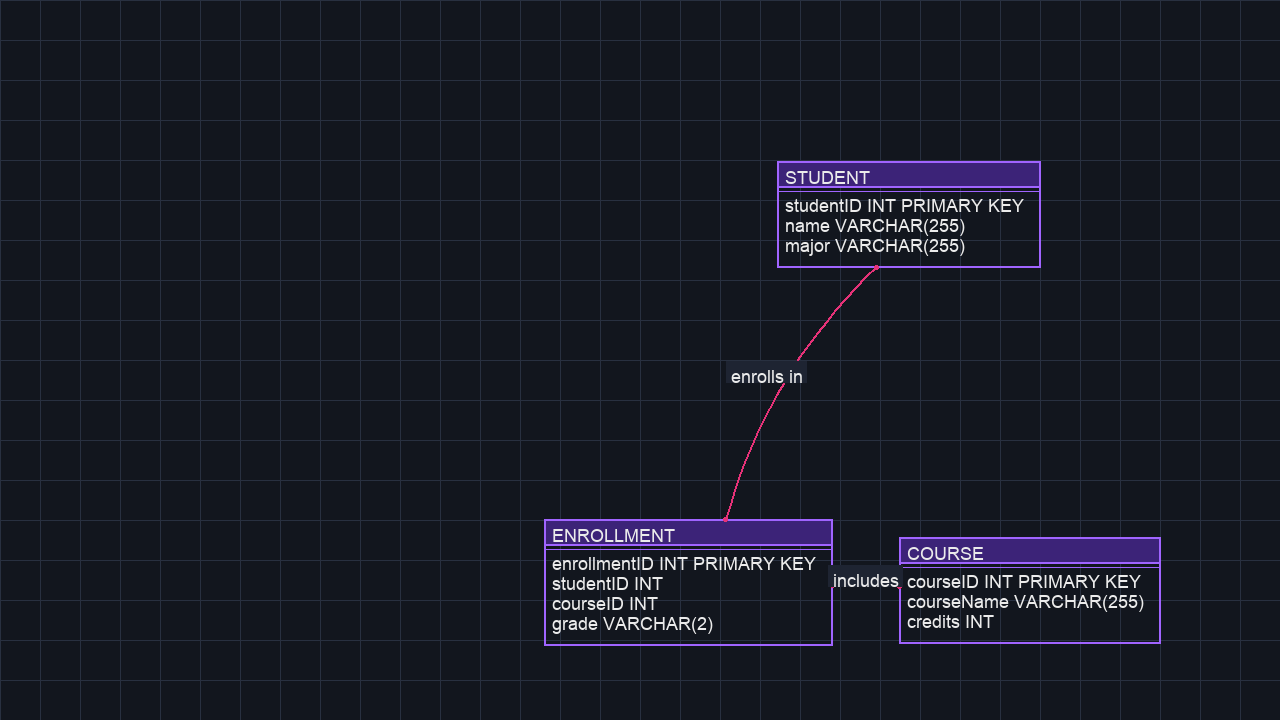 STUDENT
studentID INT PRIMARY KEY
name VARCHAR(255)
major VARCHAR(255)
enrolls in
ENROLLMENT
enrollmentID INT PRIMARY KEY
studentID INT
courseID INT
grade VARCHAR(2)
includes
COURSE
courseID INT PRIMARY KEY
courseName VARCHAR(255)
credits INT